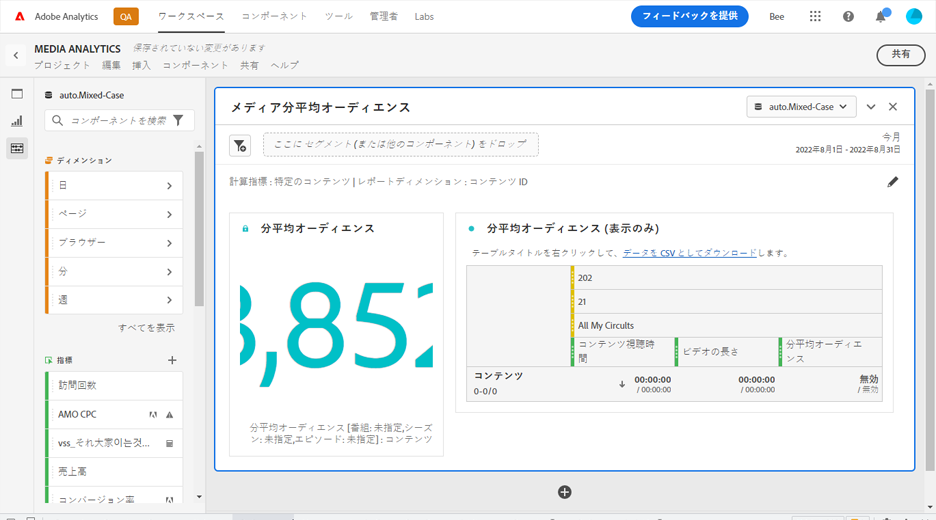 Adobe Analytics QA ワークスペース コンポーネント ツール 管理者 Labs フィードバックを提供 Bee
MEDIA ANALYTICS 保存されていない変更があります
プロジェクト 編集 挿入 コンポーネント 共有 ヘルプ
共有
auto.Mixed-Case
コンポーネントを検索
ディメンション
日
ページ
ブラウザー
分
週
すべてを表示
指標
訪問回数
AMO CPC
vss_それ大家이는것...
売上高
コンバージョン率
メディア分平均オーディエンス
auto.Mixed-Case
ここに セグメント (または他のコンポーネント) をドロップ
今月
2022年8月1日 - 2022年8月31日
計算指標 : 特定のコンテンツ | レポートディメンション : コンテンツ ID
分平均オーディエンス
,852
分平均オーディエンス [番組: 未指定,シーズ
ン: 未指定,エピソード: 未指定] : コンテンツ
分平均オーディエンス (表示のみ)
テーブルタイトルを右クリックして、データを CSV としてダウンロードします。
202
21
All My Circults
コンテンツ視聴時
間
ビデオの長さ
分平均オーディエ
ンス
コンテンツ
0-0/0
00:00:00
/ 00:00:00
00:00:00
/ 00:00:00
無効
/ 無効